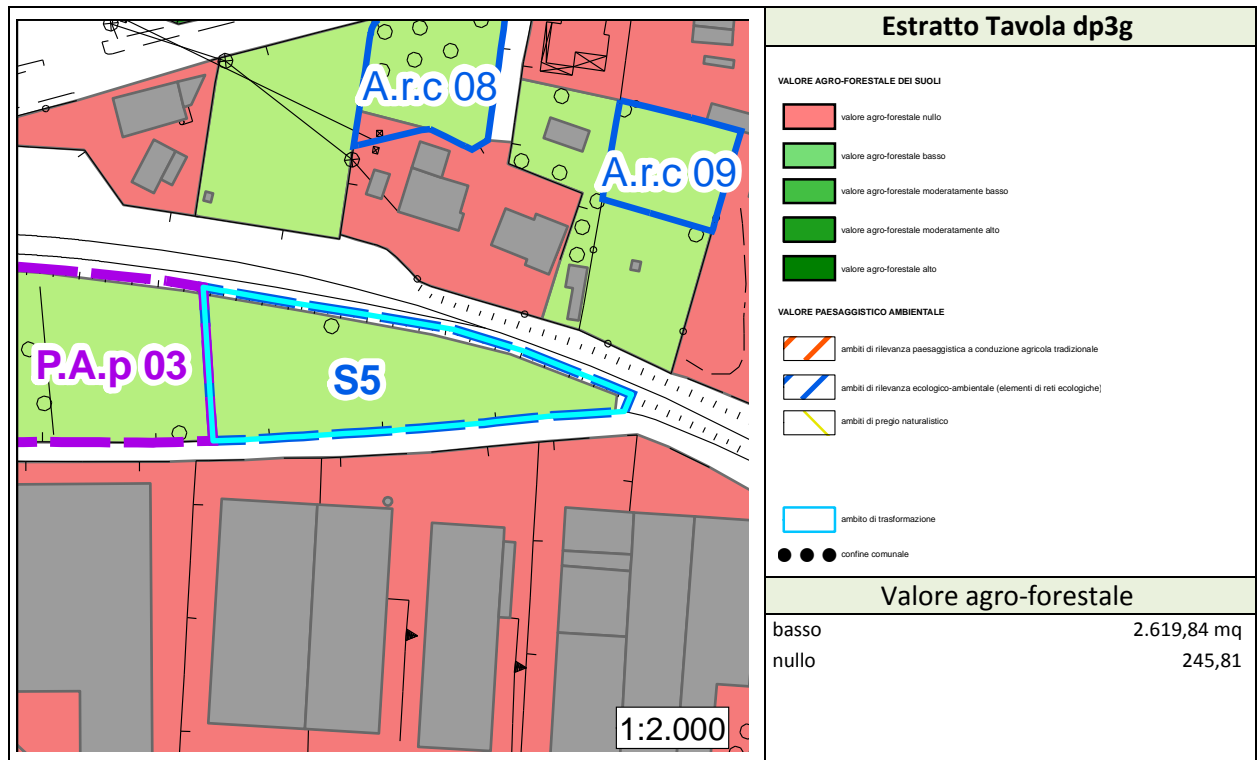 A.r.c 08
A.r.c 09
P.A.p 03
S5
1:2.000
Estratto Tavola dp3g
VALORE AGRO-FORESTALE DEI SUOLI
valore agro-forestale nullo
valore agro-forestale basso
valore agro-forestale moderatamente basso
valore agro-forestale moderatamente alto
valore agro-forestale alto
VALORE PAESAGGISTICO AMBIENTALE
ambiti di rilevanza paesaggistica a conduzione agricola tradizionale
ambiti di rilevanza ecologico-ambientale (elementi di reti ecologiche)
ambiti di pregio naturalistico
ambito di trasformazione
confine comunale
Valore agro-forestale
basso 2.619,84 mq
nullo 245,81